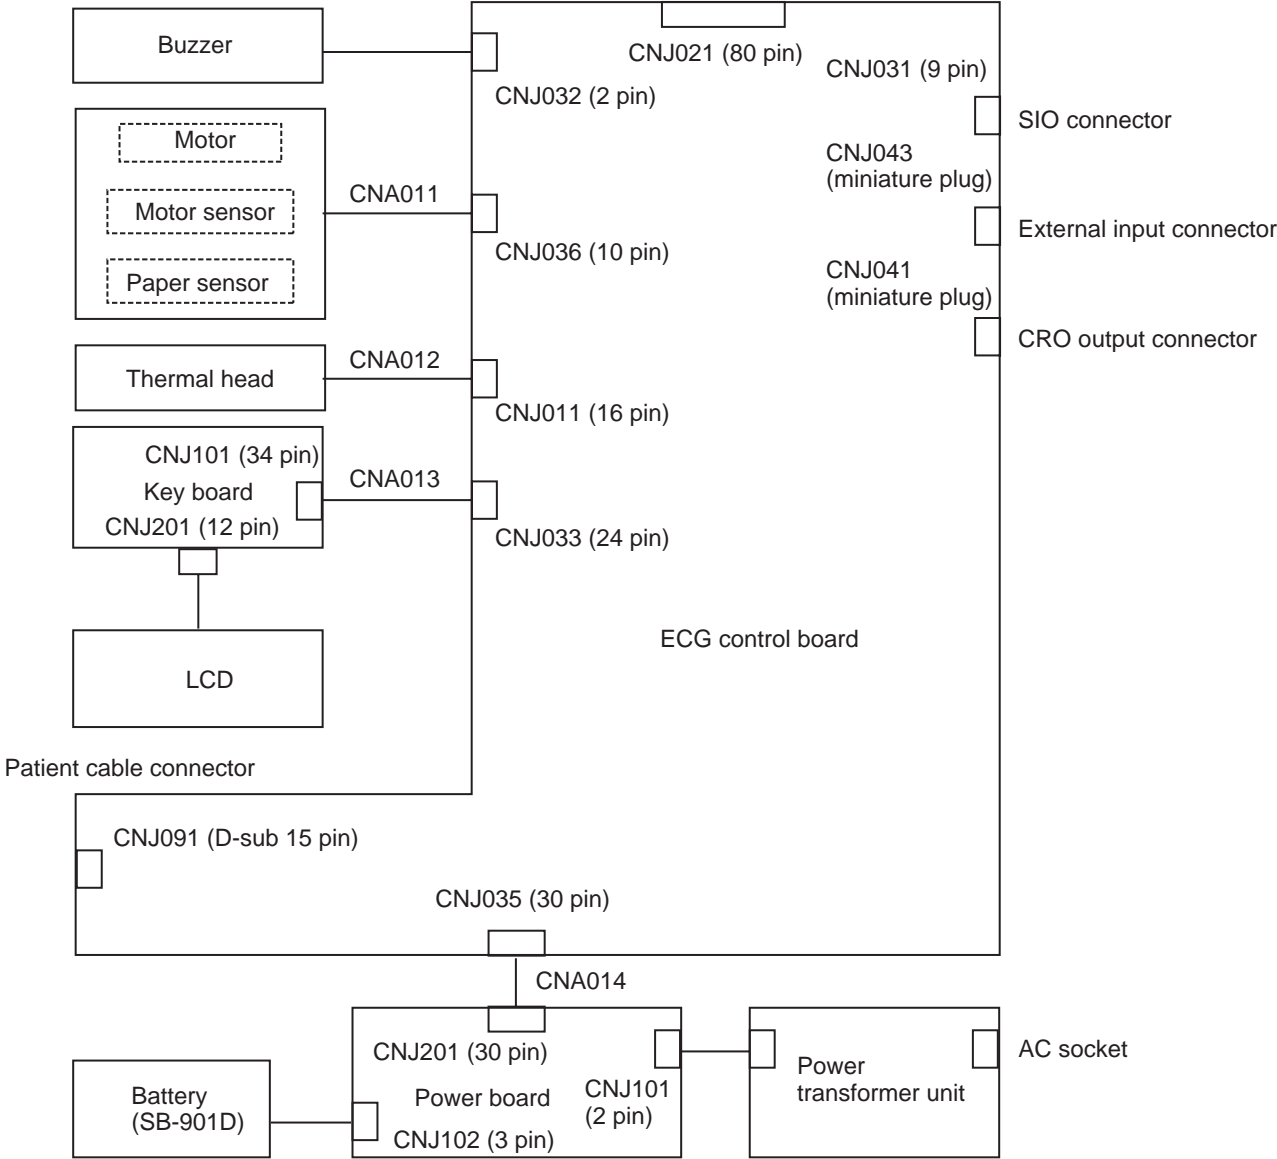 Buzzer
CNJ021 (80 pin)
CNJ031 (9 pin)
CNJ032 (2 pin)
SIO connector
Motor
CNJ043
(miniature plug)
CNA011
Motor sensor
External input connector
CNJ036 (10 pin)
Paper sensor
CNJ041
(miniature plug)
CRO output connector
CNA012
Thermal head
CNJ011 (16 pin)
CNJ101 (34 pin)
CNA013
Key board
CNJ201 (12 pin)
CNJ033 (24 pin)
ECG control board
LCD
Patient cable connector
CNJ091 (D-sub 15 pin)
CNJ035 (30 pin)
CNA014
CNJ201 (30 pin)
AC socket
Power
transformer unit
CNJ101
(2 pin)
Battery
(SB-901D)
Power board
CNJ102 (3 pin)